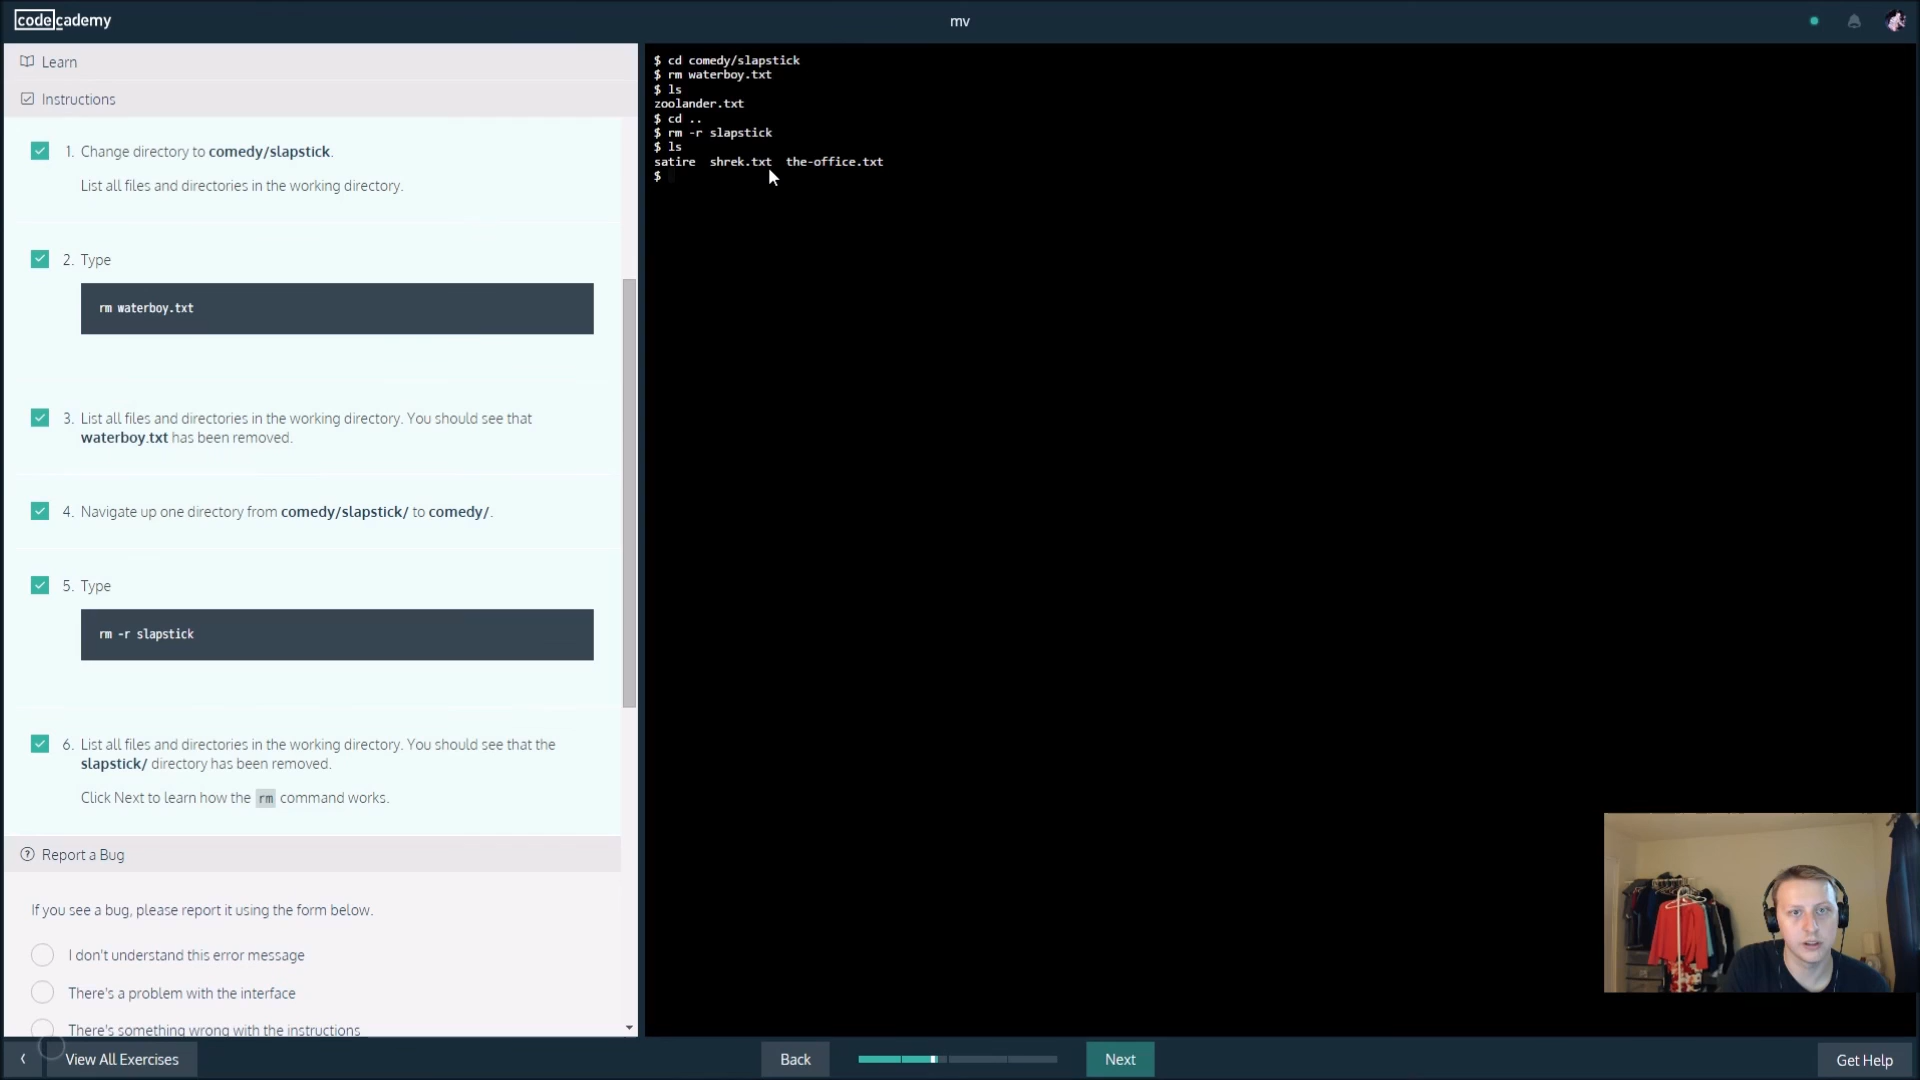 codecademy
mv
Learn
Instructions
1. Change directory to comedy/slapstick.
List all files and directories in the working directory.
2. Type
rm waterboy.txt
3. List all files and directories in the working directory. You should see that
waterboy.txt has been removed.
4. Navigate up one directory from comedy/slapstick/ to comedy/.
5. Type
rm -r slapstick
6. List all files and directories in the working directory. You should see that the
slapstick/ directory has been removed.
Click Next to learn how the rm command works.
Report a Bug
If you see a bug, please report it using the form below.
I don't understand this error message
There's a problem with the interface
There's something wrong with the instructions
$ cd comedy/slapstick
$ rm waterboy.txt
$ ls
zoolander.txt
$ cd ..
$ rm -r slapstick
$ ls
satire  shrek.txt  the-office.txt
$
View All Exercises
Back
Next
Get Help